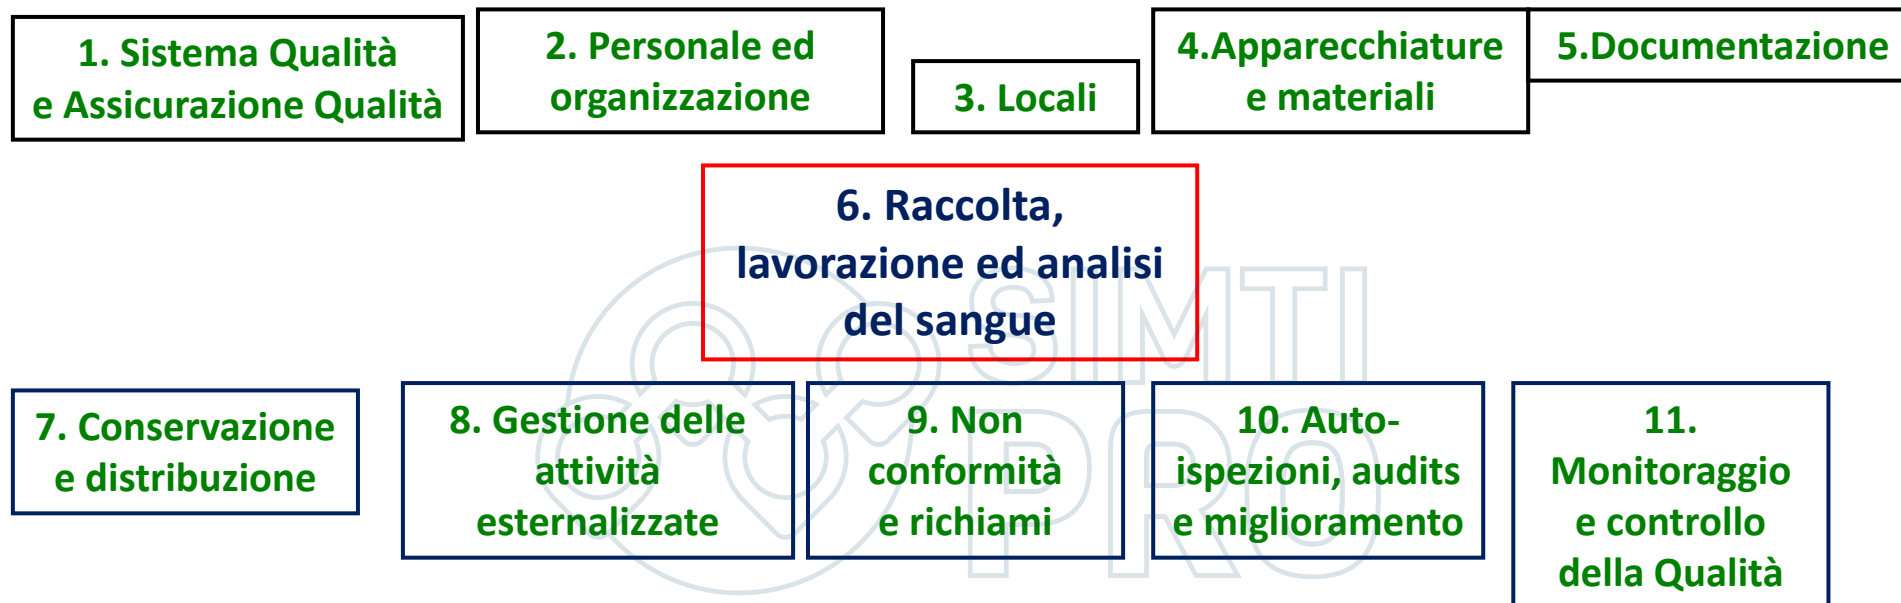 1. Sistema Qualità
e Assicurazione Qualità
2. Personale ed
organizzazione
3. Locali
4.Apparecchiature
e materiali
5.Documentazione
6. Raccolta,
lavorazione ed analisi
del sangue
7. Conservazione
e distribuzione
8. Gestione delle
attività
esternalizzate
9. Non
conformità
e richiami
10. Auto-
ispezioni, audits
e miglioramento
11.
Monitoraggio
e controllo
della Qualità
SIMTI
PRO